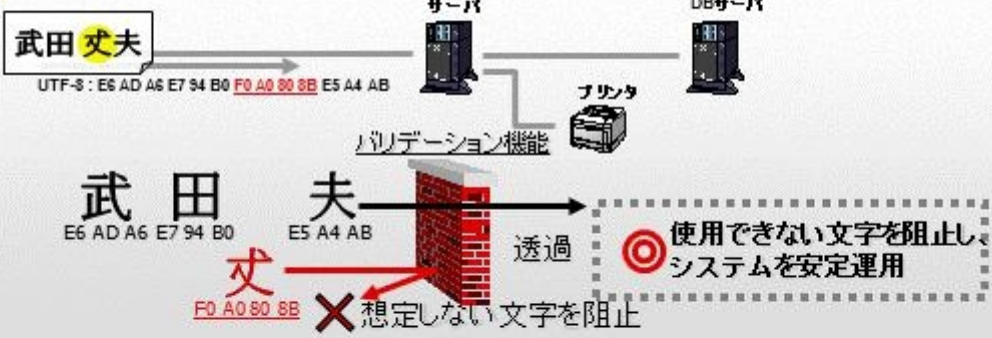 サーバ
DBサーバ
武田𠀋夫
UTF-8 : E6 AD A6 E7 94 B0 F0 A0 80 8B E5 A4 AB
プリンタ
バリデーション機能
武 田 夫
E6 AD A6 E7 94 B0 E5 A4 AB
透過
使用できない文字を阻止し、
システムを安定運用
𠀋
F0 A0 80 8B
想定しない文字を阻止